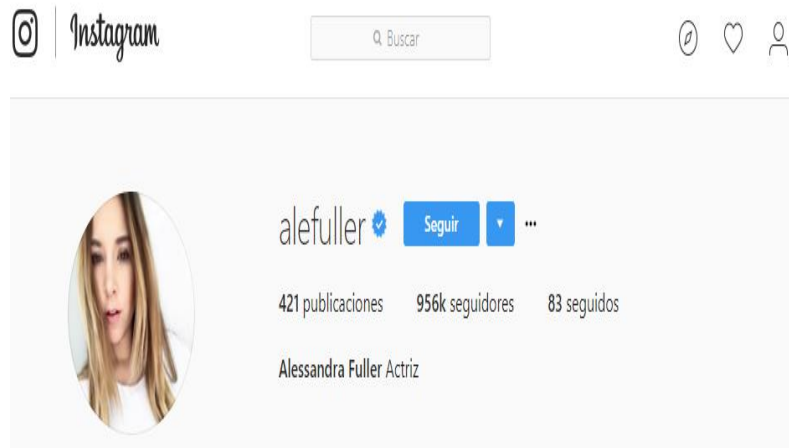 Instagram
Buscar
alefuller Seguir ...
421 publicaciones 956k seguidores 83 seguidos
Alessandra Fuller Actriz